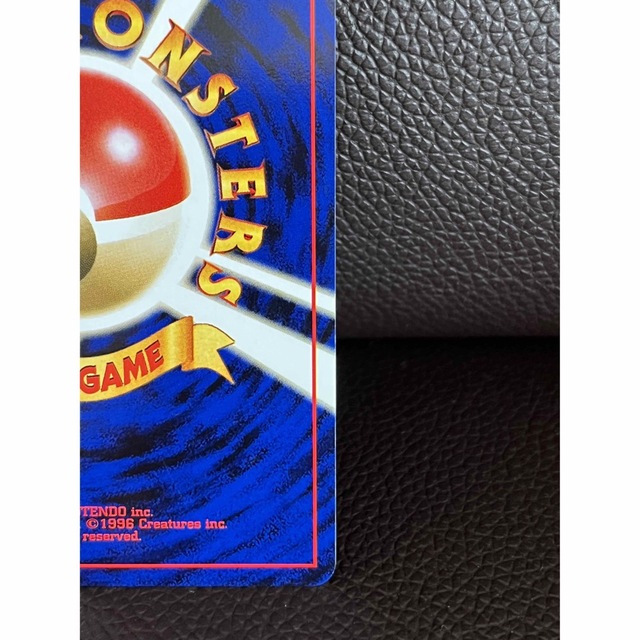 ONSTERS
GAME
TENDO inc.
©1996 Creatures inc.
reserved.